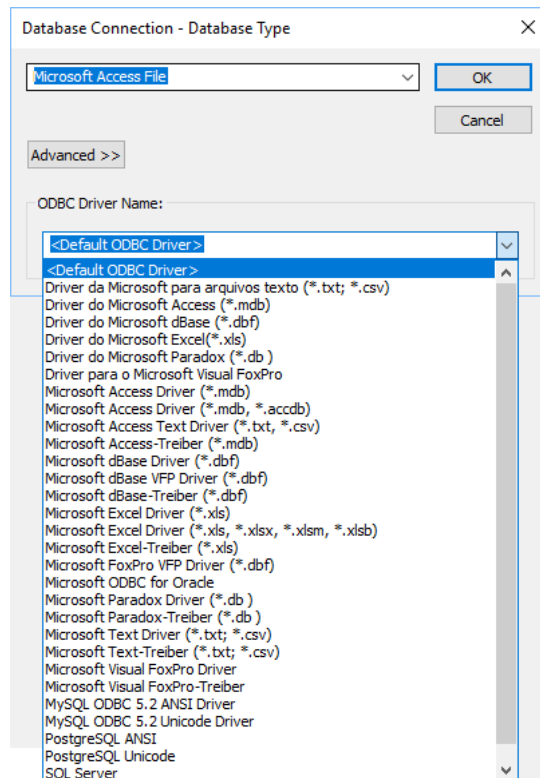 Database Connection - Database Type
Microsoft Access File
OK
Cancel
Advanced >>
ODBC Driver Name:
<Default ODBC Driver>
<Default ODBC Driver>
Driver da Microsoft para arquivos texto (*.txt; *.csv)
Driver do Microsoft Access (*.mdb)
Driver do Microsoft dBase (*.dbf)
Driver do Microsoft Excel(*.xls)
Driver do Microsoft Paradox (*.db )
Driver para o Microsoft Visual FoxPro
Microsoft Access Driver (*.mdb)
Microsoft Access Driver (*.mdb, *.accdb)
Microsoft Access Text Driver (*.txt, *.csv)
Microsoft Access-Treiber (*.mdb)
Microsoft dBase Driver (*.dbf)
Microsoft dBase VFP Driver (*.dbf)
Microsoft dBase-Treiber (*.dbf)
Microsoft Excel Driver (*.xls)
Microsoft Excel Driver (*.xls, *.xlsx, *.xlsm, *.xlsb)
Microsoft Excel-Treiber (*.xls)
Microsoft FoxPro VFP Driver (*.dbf)
Microsoft ODBC for Oracle
Microsoft Paradox Driver (*.db )
Microsoft Paradox-Treiber (*.db )
Microsoft Text Driver (*.txt; *.csv)
Microsoft Text-Treiber (*.txt; *.csv)
Microsoft Visual FoxPro Driver
Microsoft Visual FoxPro-Treiber
MySQL ODBC 5.2 ANSI Driver
MySQL ODBC 5.2 Unicode Driver
PostgreSQL ANSI
PostgreSQL Unicode
SQL Server